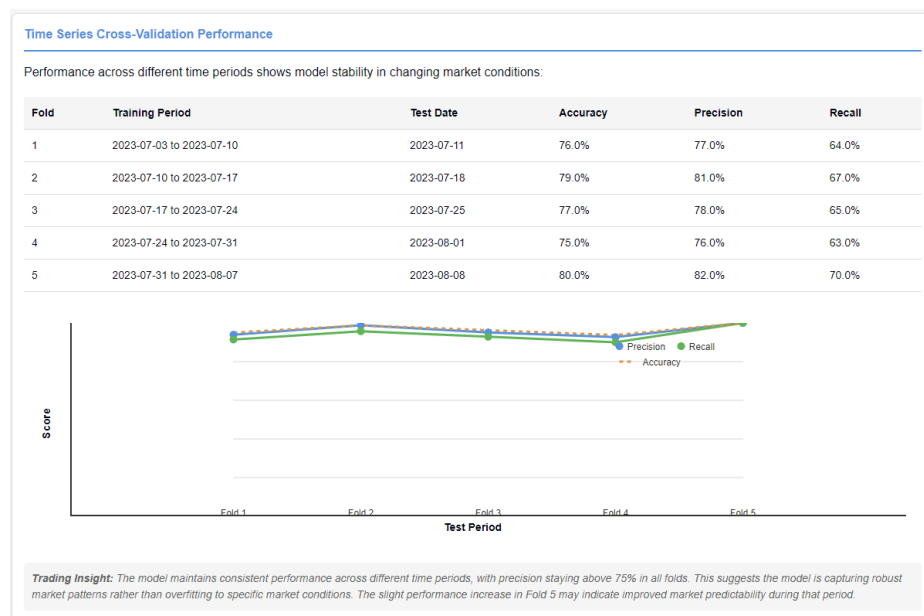 Time Series Cross-Validation Performance
Performance across different time periods shows model stability in changing market conditions:
Fold Training Period Test Date Accuracy Precision Recall
1 2023-07-03 to 2023-07-10 2023-07-11 76.0% 77.0% 64.0%
2 2023-07-10 to 2023-07-17 2023-07-18 79.0% 81.0% 67.0%
3 2023-07-17 to 2023-07-24 2023-07-25 77.0% 78.0% 65.0%
4 2023-07-24 to 2023-07-31 2023-08-01 75.0% 76.0% 63.0%
5 2023-07-31 to 2023-08-07 2023-08-08 80.0% 82.0% 70.0%
Precision Recall
Accuracy
Score
Fold 1 Fold 2 Fold 3 Fold 4 Fold 5
Test Period
Trading Insight: The model maintains consistent performance across different time periods, with precision staying above 75% in all folds. This suggests the model is capturing robust
market patterns rather than overfitting to specific market conditions. The slight performance increase in Fold 5 may indicate improved market predictability during that period.